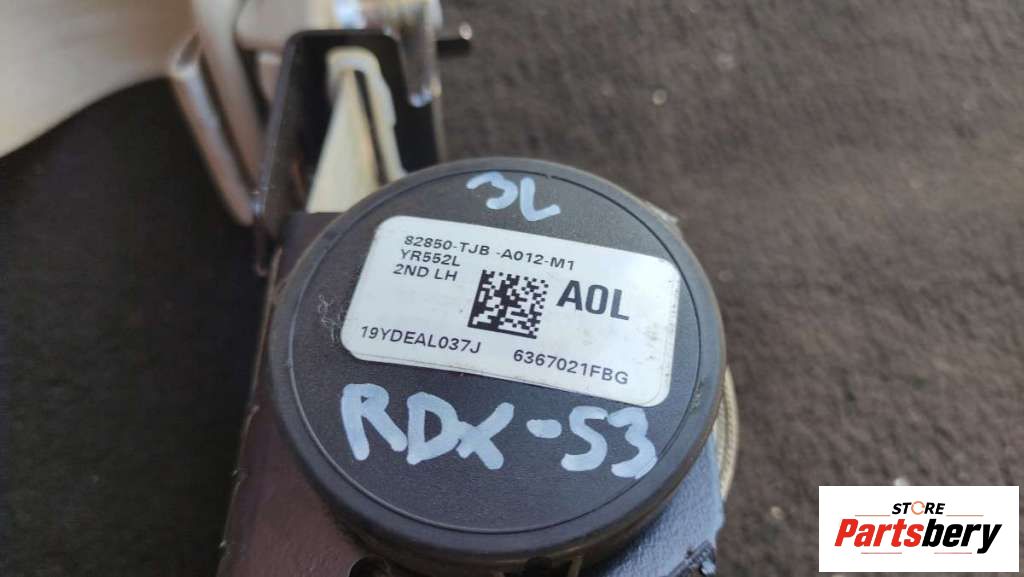 3L
82850-TJB -A012-M1
YR552L
2ND LH
A0L
19YDEAL037J 6367021FBG
RDX-53
STORE
Partsbery